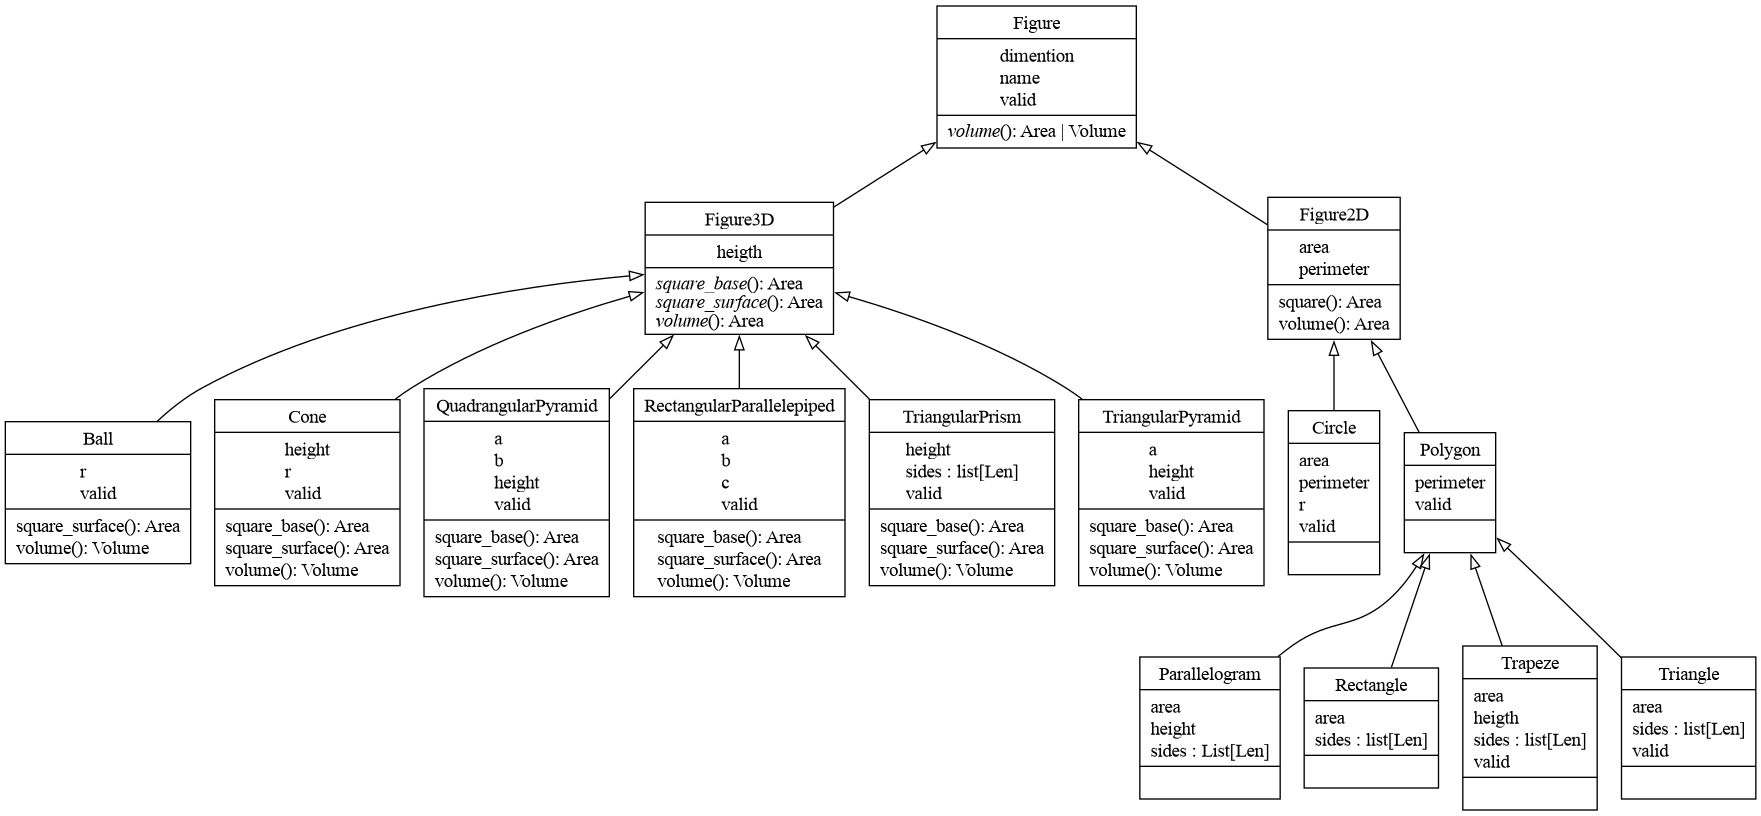 Figure
dimention
name
valid
volume(): Area | Volume
Figure3D
heigth
square_base(): Area
square_surface(): Area
volume(): Area
Figure2D
area
perimeter
square(): Area
volume(): Area
Ball
r
valid
square_surface(): Area
volume(): Volume
Cone
height
r
valid
square_base(): Area
square_surface(): Area
volume(): Volume
QuadrangularPyramid
a
b
height
valid
square_base(): Area
square_surface(): Area
volume(): Volume
RectangularParallelepiped
a
b
c
valid
square_base(): Area
square_surface(): Area
volume(): Volume
TriangularPrism
height
sides : list[Len]
valid
square_base(): Area
square_surface(): Area
volume(): Volume
TriangularPyramid
a
height
valid
square_base(): Area
square_surface(): Area
volume(): Volume
Circle
area
perimeter
r
valid
Polygon
perimeter
valid
Parallelogram
area
height
sides : List[Len]
Rectangle
area
sides : list[Len]
Trapeze
area
heigth
sides : list[Len]
valid
Triangle
area
sides : list[Len]
valid